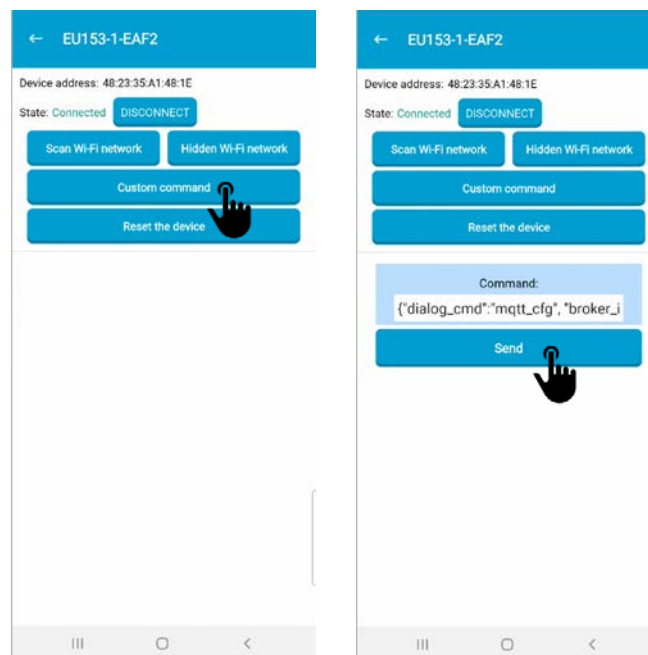 ← EU153-1-EAF2
Device address: 48:23:35:A1:48:1E
State: Connected DISCONNECT
Scan Wi-Fi network Hidden Wi-Fi network
Custom command
Reset the device
← EU153-1-EAF2
Device address: 48:23:35:A1:48:1E
State: Connected DISCONNECT
Scan Wi-Fi network Hidden Wi-Fi network
Custom command
Reset the device
Command:
{"dialog_cmd":"mqtt_cfg", "broker_i
Send